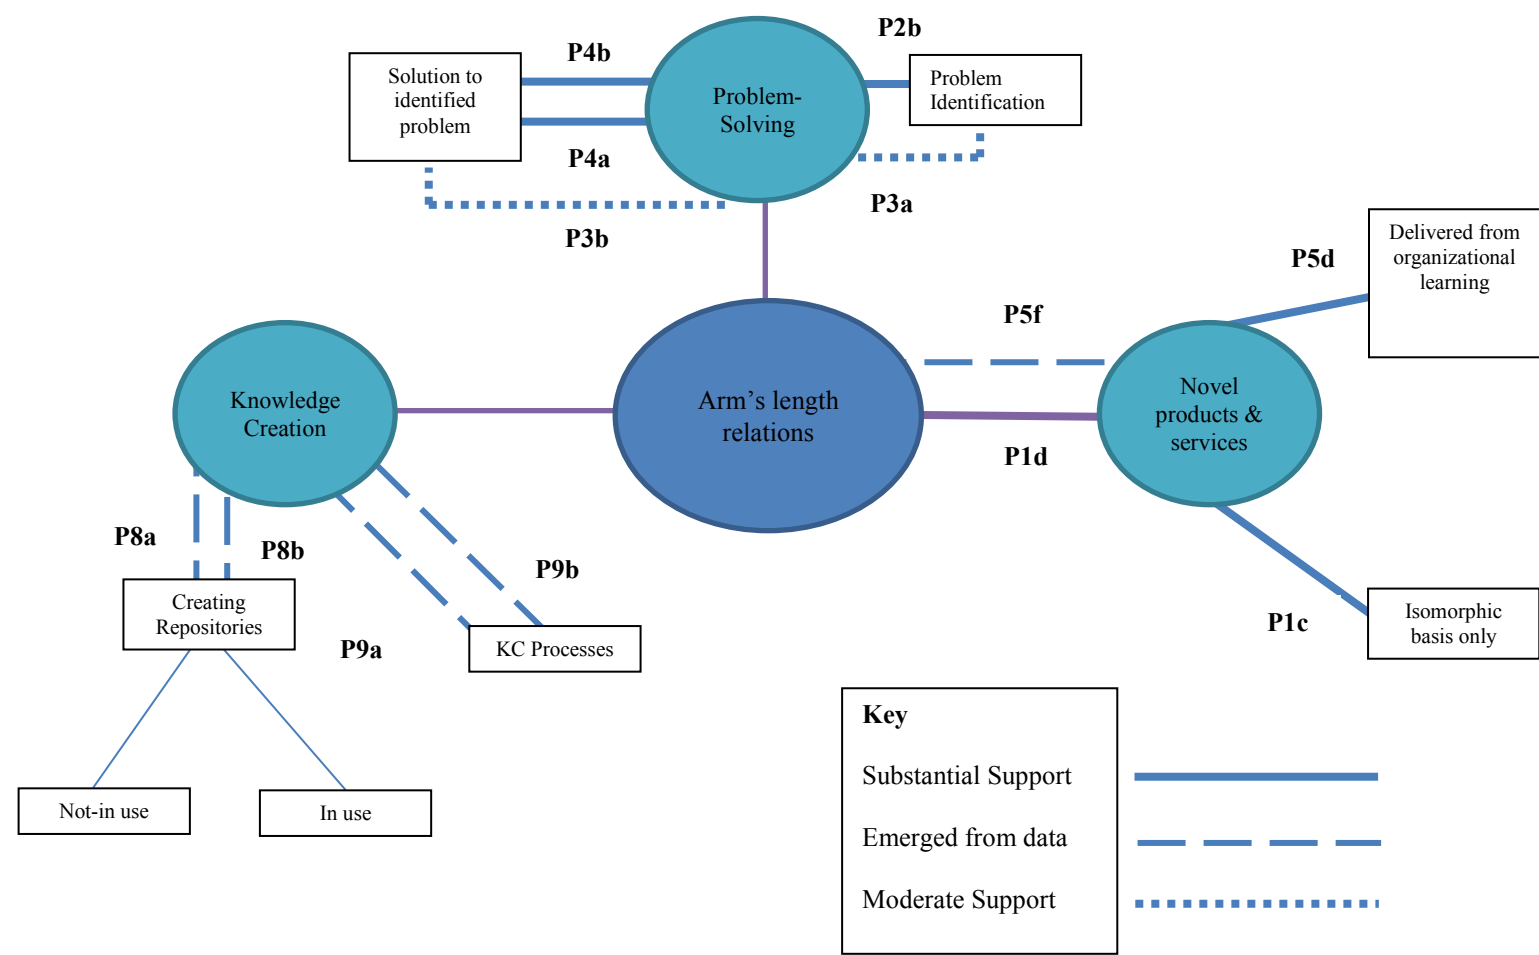 P2b
P4b
Solution to
identified
problem
Problem-
Solving
Problem
Identification
P4a
P3a
P3b
Delivered from
organizational
learning
P5d
P5f
Knowledge
Creation
Arm’s length
relations
Novel
products &
services
P1d
P8a
P8b
P9b
Creating
Repositories
P9a
KC Processes
P1c
Isomorphic
basis only
Not-in use
In use
Key
Substantial Support
Emerged from data
Moderate Support